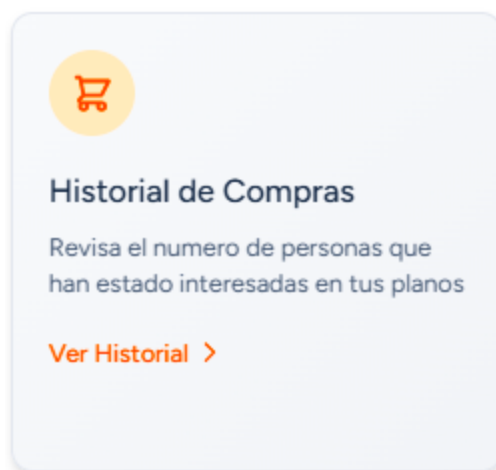 Historial de Compras
Revisa el numero de personas que
han estado interesadas en tus planos
Ver Historial